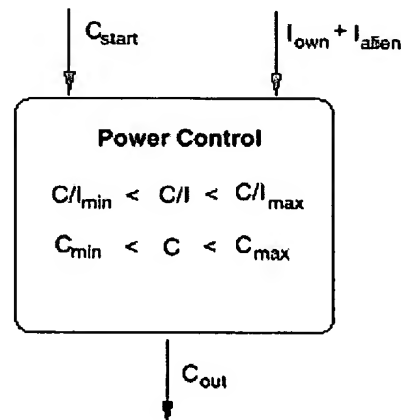 C_start
I_own + I_alien
Power Control
C/I_min < C/I < C/I_max
C_min < C < C_max
C_out